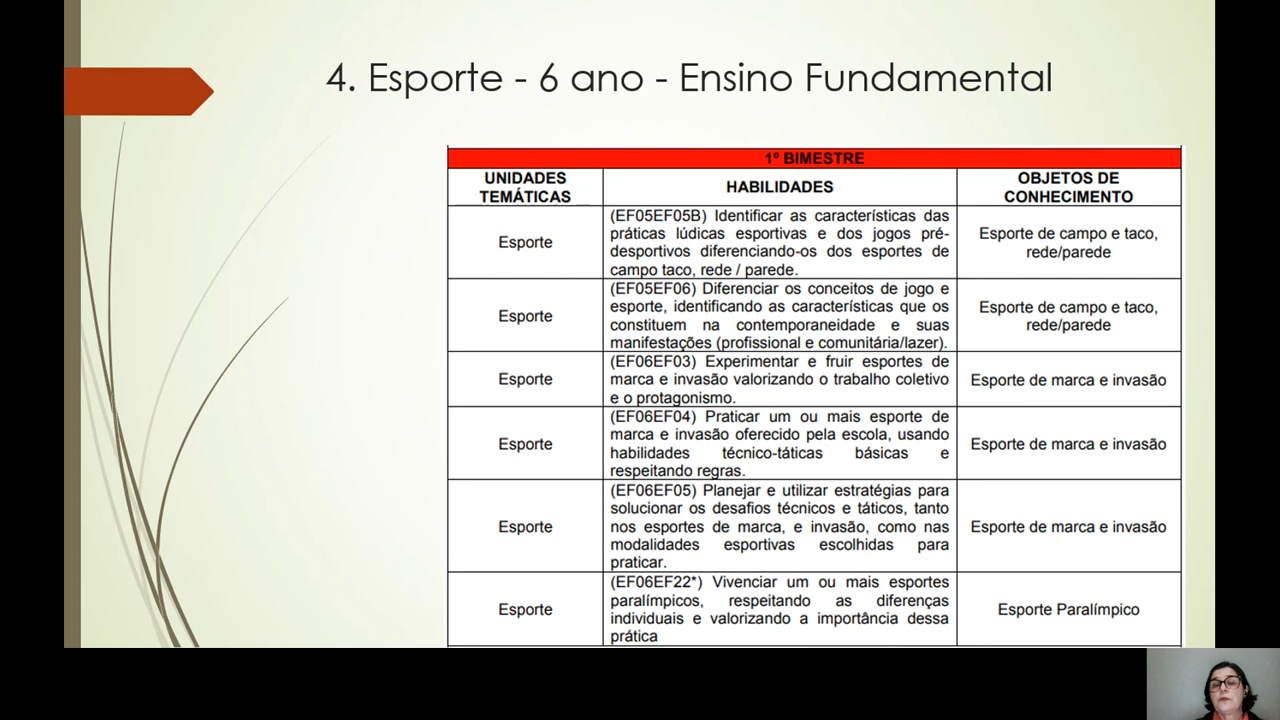 4. Esporte - 6 ano - Ensino Fundamental
1º BIMESTRE
UNIDADES
TEMÁTICAS
HABILIDADES
OBJETOS DE
CONHECIMENTO
Esporte
(EF05EF05B) Identificar as características das
práticas lúdicas esportivas e dos jogos pré-
desportivos diferenciando-os dos esportes de
campo taco, rede / parede.
Esporte de campo e taco,
rede/parede
Esporte
(EF05EF06) Diferenciar os conceitos de jogo e
esporte, identificando as características que os
constituem na contemporaneidade e suas
manifestações (profissional e comunitária/lazer).
Esporte de campo e taco,
rede/parede
Esporte
(EF06EF03) Experimentar e fruir esportes de
marca e invasão valorizando o trabalho coletivo
e o protagonismo.
Esporte de marca e invasão
Esporte
(EF06EF04) Praticar um ou mais esporte de
marca e invasão oferecido pela escola, usando
habilidades técnico-táticas básicas e
respeitando regras.
Esporte de marca e invasão
Esporte
(EF06EF05) Planejar e utilizar estratégias para
solucionar os desafios técnicos e táticos, tanto
nos esportes de marca, e invasão, como nas
modalidades esportivas escolhidas para
praticar.
Esporte de marca e invasão
Esporte
(EF06EF22*) Vivenciar um ou mais esportes
paralímpicos, respeitando as diferenças
individuais e valorizando a importância dessa
prática
Esporte Paralímpico